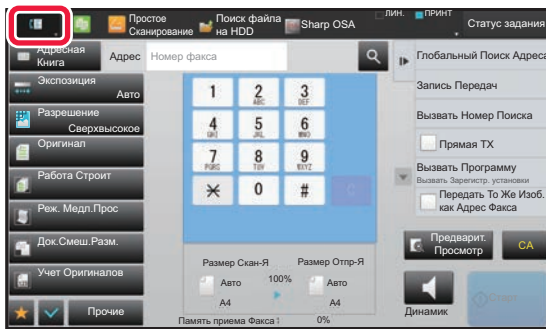 Простое
Сканирование
Поиск файла
на HDD
Sharp OSA
ЛИН.
ПРИНТ
Статус задания
Адресная
Книга
Адрес
Номер факса
Экспозиция
Авто
Разрешение
Сверхвысокое
Оригинал
Работа Строит
Реж. Медл.Прос
Док.Смеш.Разм.
Учет Оригиналов
Прочие
1
2 ABC
3 DEF
4 GHI
5 JKL
6 MNO
7 PQRS
8 TUV
9 WXYZ
0
#
C
Размер Скан-Я
Размер Отпр-Я
Авто
100%
Авто
A4
A4
Память приема Факса :
0%
Глобальный Поиск Адреса
Запись Передач
Вызвать Номер Поиска
Прямая TX
Вызвать Программу
Вызвать Зарегистр. установки
Передать То Же Изоб.
как Адрес Факса
Предварит.
Просмотр
CA
Динамик
Старт